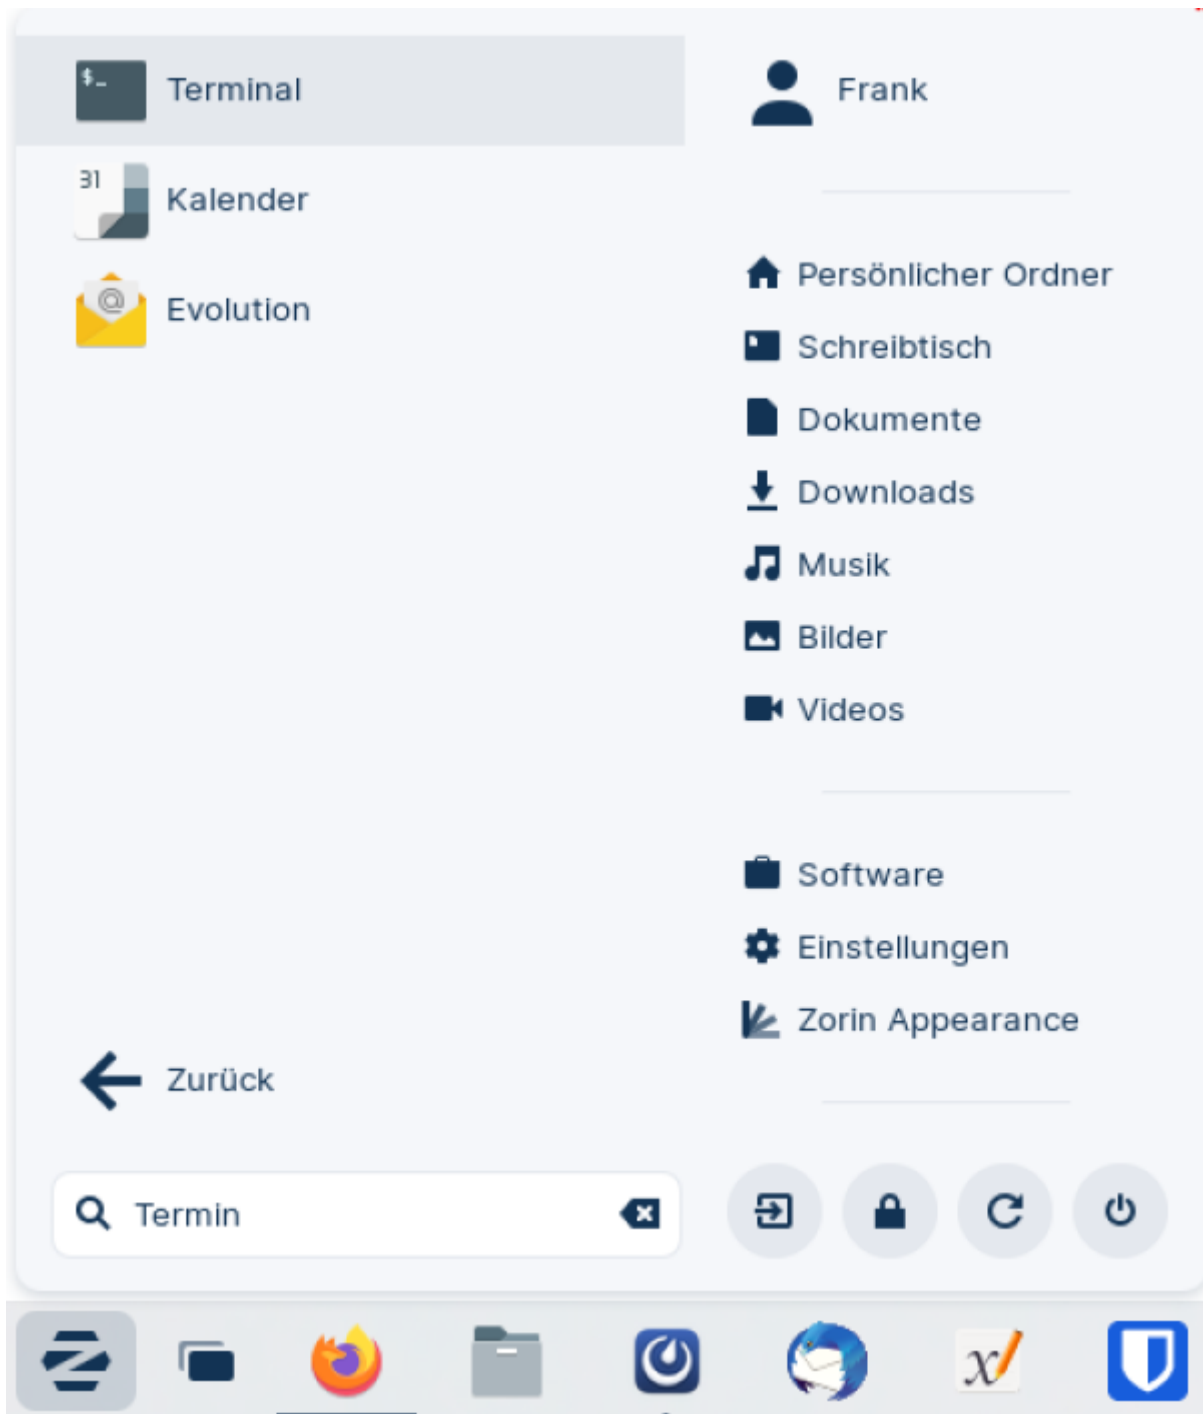 $_
Terminal
31
Kalender
@
Evolution
Zurück
Termin
Frank
Persönlicher Ordner
Schreibtisch
Dokumente
Downloads
Musik
Bilder
Videos
Software
Einstellungen
Zorin Appearance